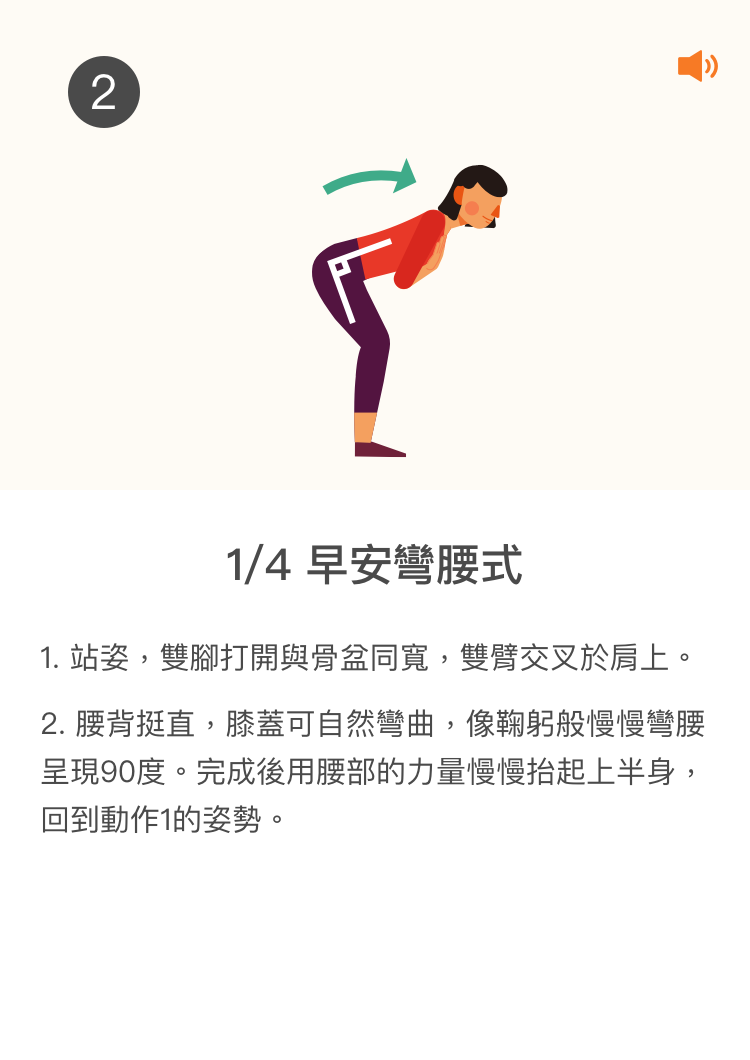 2
1/4 早安彎腰式
1. 站姿，雙腳打開與骨盆同寬，雙臂交叉於肩上。
2. 腰背挺直，膝蓋可自然彎曲，像鞠躬般慢慢彎腰
呈現90度。完成後用腰部的力量慢慢抬起上半身，
回到動作1的姿勢。